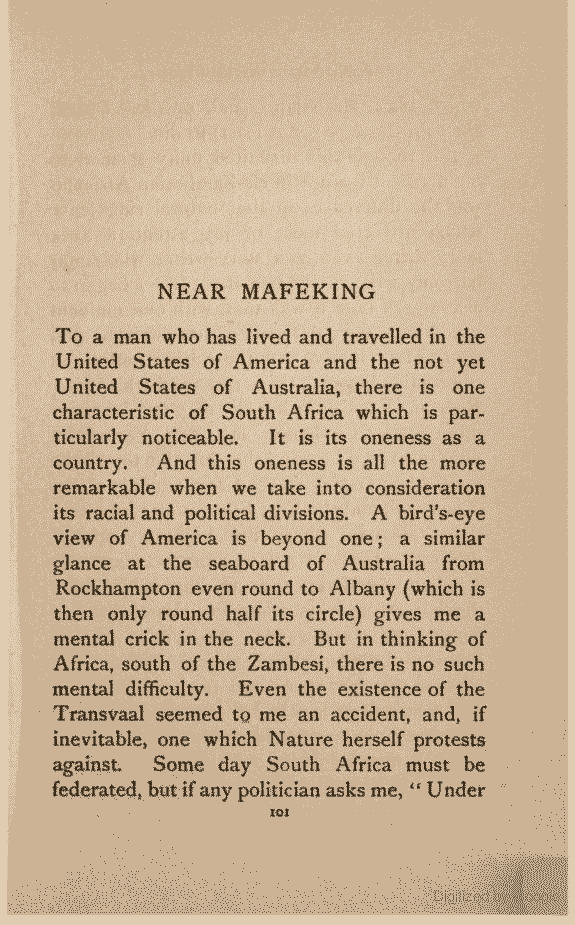 NEAR MAFEKING
To a man who has lived and travelled in the
United States of America and the not yet
United States of Australia, there is one
characteristic of South Africa which is par-
ticularly noticeable. It is its oneness as a
country. And this oneness is all the more
remarkable when we take into consideration
its racial and political divisions. A bird's-eye
view of America is beyond one; a similar
glance at the seaboard of Australia from
Rockhampton even round to Albany (which is
then only round half its circle) gives me a
mental crick in the neck. But in thinking of
Africa, south of the Zambesi, there is no such
mental difficulty. Even the existence of the
Transvaal seemed to me an accident, and, if
inevitable, one which Nature herself protests
against. Some day South Africa must be
federated, but if any politician asks me, “ Under
101
Digitized by Google